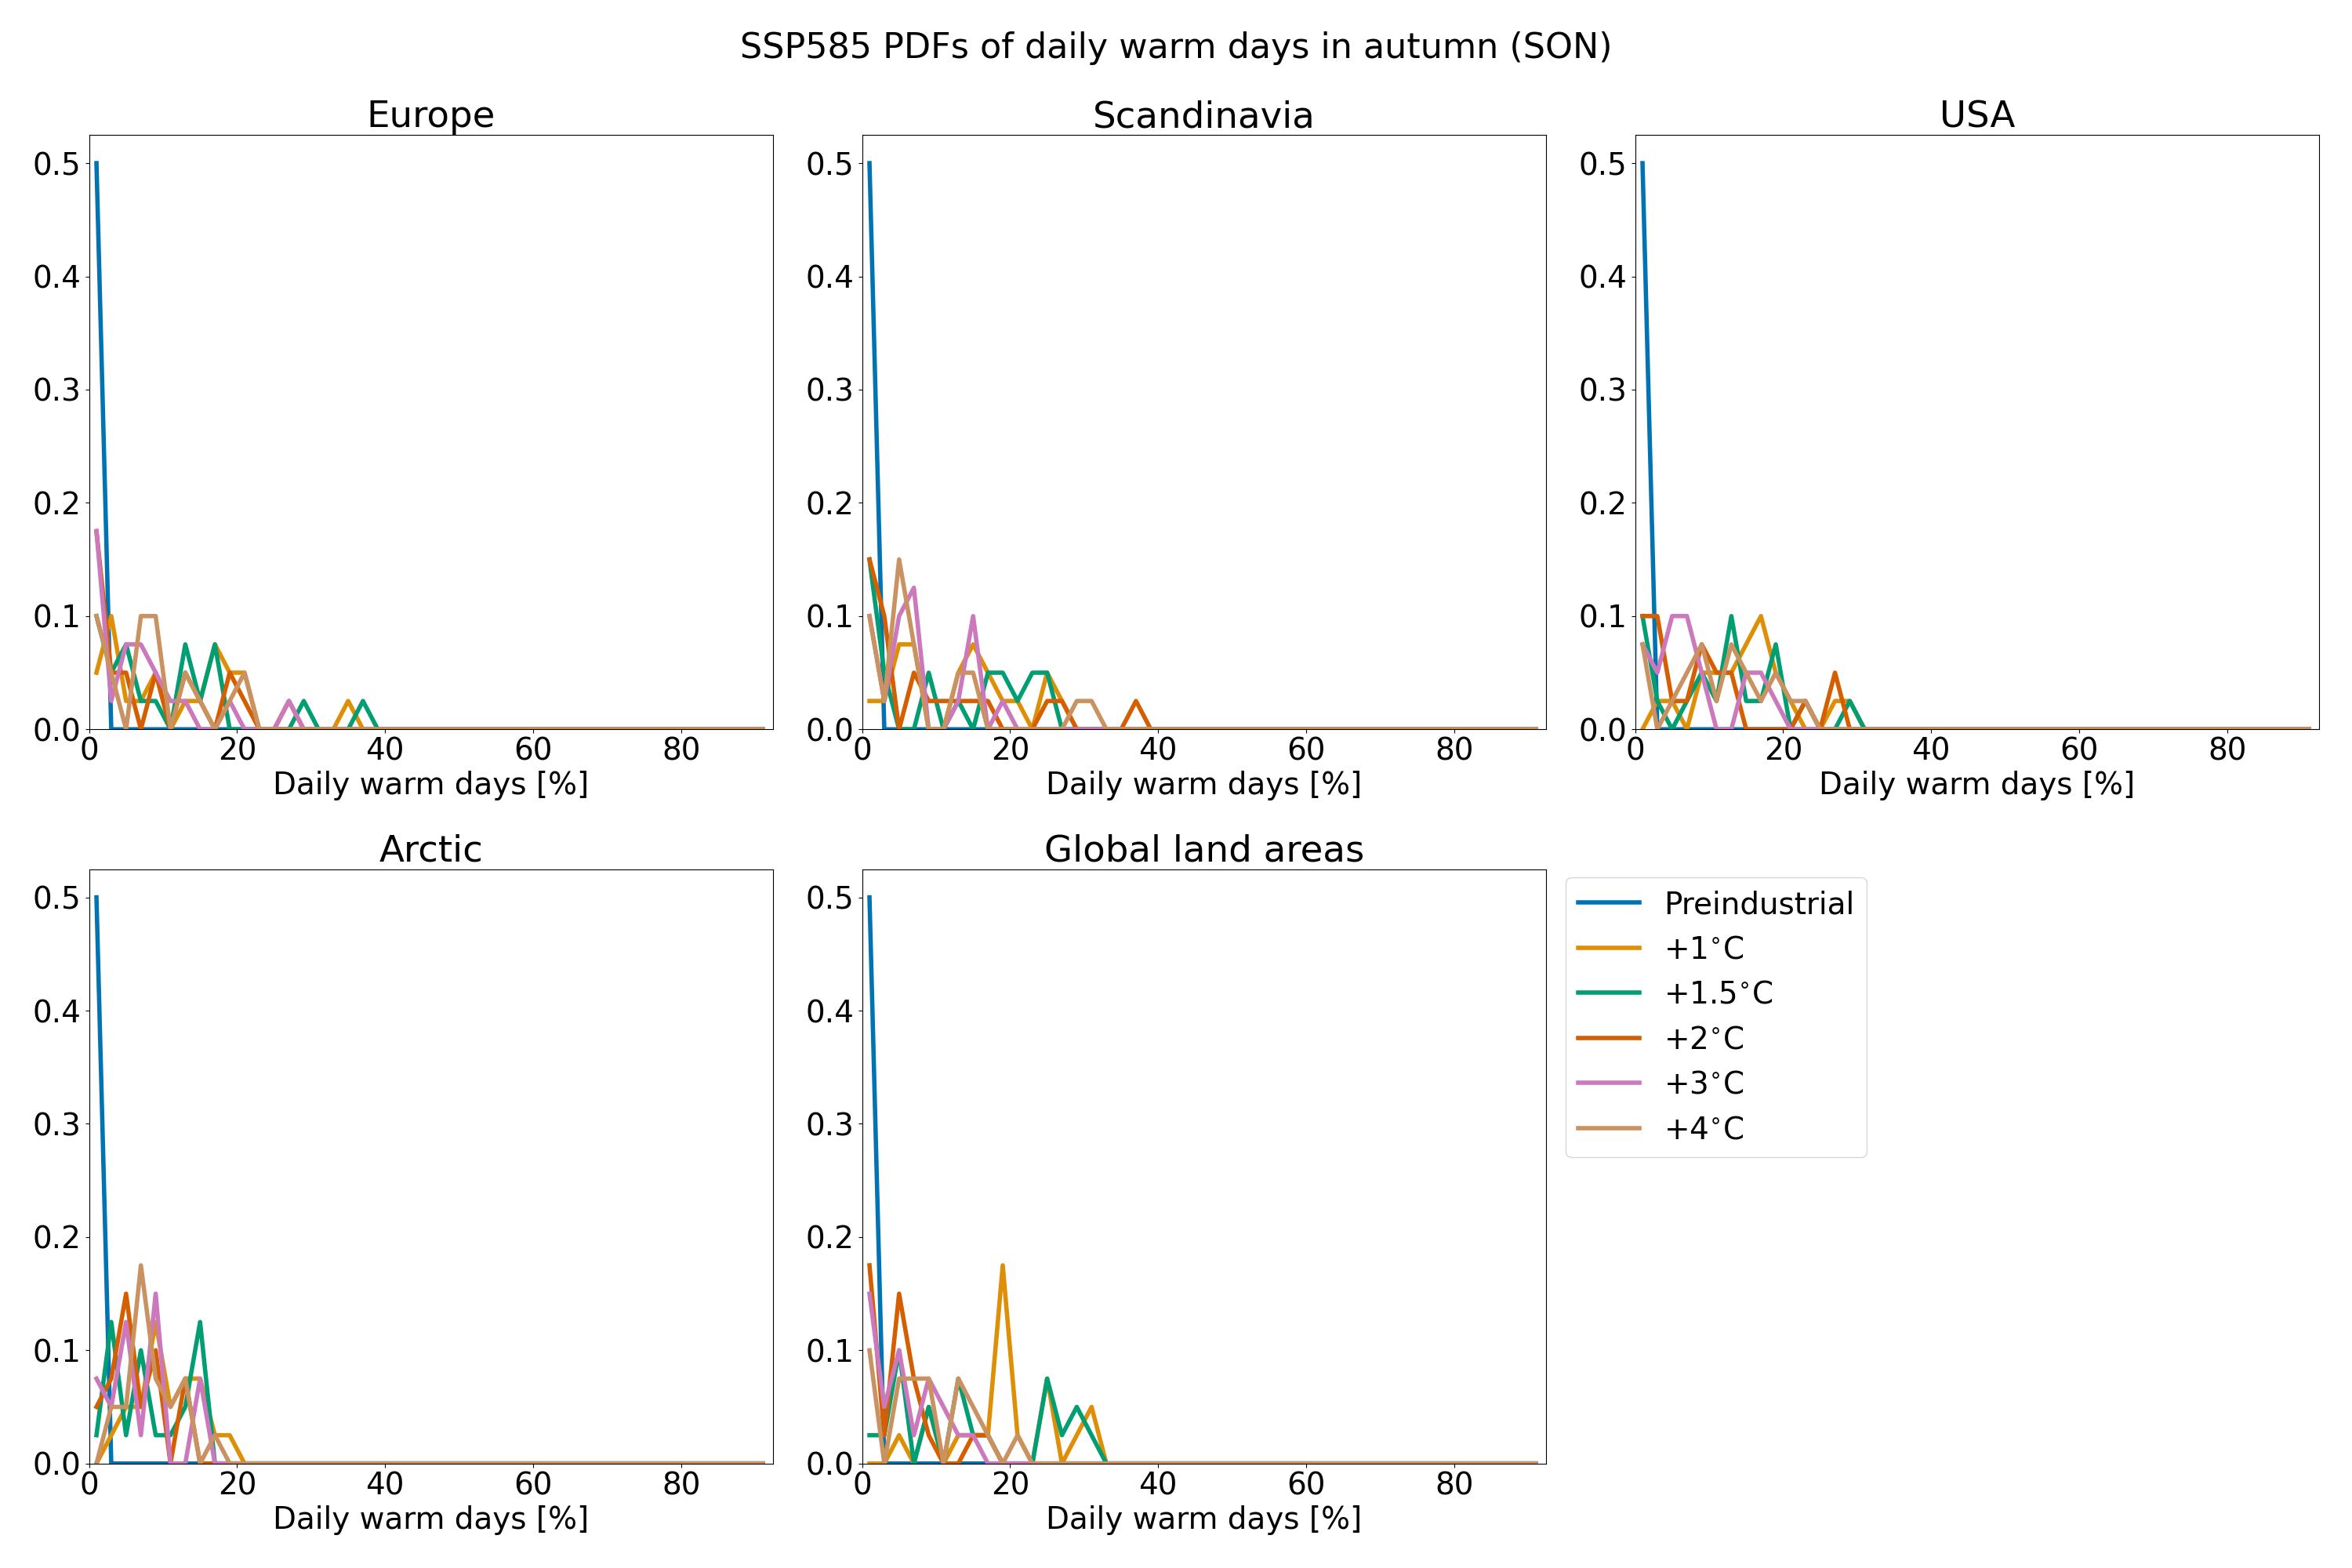 SSP585 PDFs of daily warm days in autumn (SON)
Europe
0.5
0.4
0.3
0.2
0.1
0.0
0 20 40 60 80
Daily warm days [%]
Scandinavia
0.5
0.4
0.3
0.2
0.1
0.0
0 20 40 60 80
Daily warm days [%]
USA
0.5
0.4
0.3
0.2
0.1
0.0
0 20 40 60 80
Daily warm days [%]
Arctic
0.5
0.4
0.3
0.2
0.1
0.0
0 20 40 60 80
Daily warm days [%]
Global land areas
0.5
0.4
0.3
0.2
0.1
0.0
0 20 40 60 80
Daily warm days [%]
Preindustrial
+1°C
+1.5°C
+2°C
+3°C
+4°C